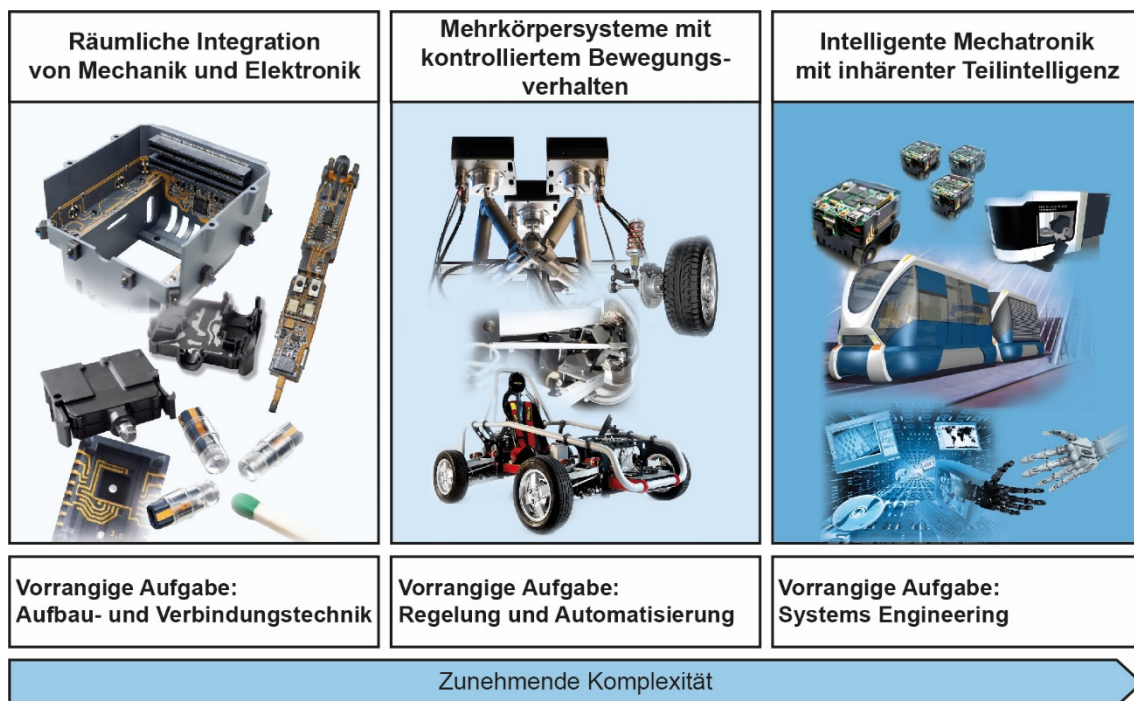 Räumliche Integration
von Mechanik und Elektronik
Mehrkörpersysteme mit
kontrolliertem Bewegungs-
verhalten
Intelligente Mechatronik
mit inhärenter Teilintelligenz
Vorrangige Aufgabe:
Aufbau- und Verbindungstechnik
Vorrangige Aufgabe:
Regelung und Automatisierung
Vorrangige Aufgabe:
Systems Engineering
Zunehmende Komplexität